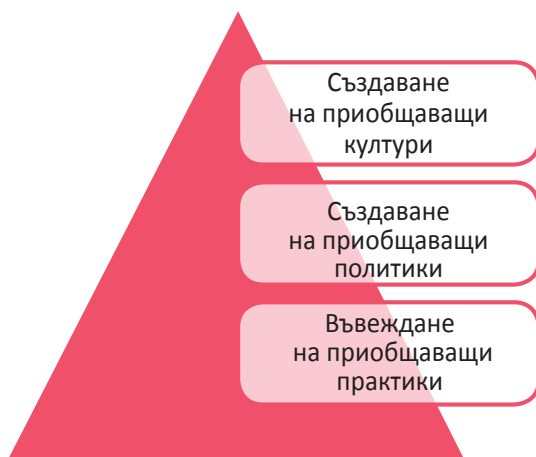 Създаване
на приобщаващи
култури
Създаване
на приобщаващи
политики
Въвеждане
на приобщаващи
практики